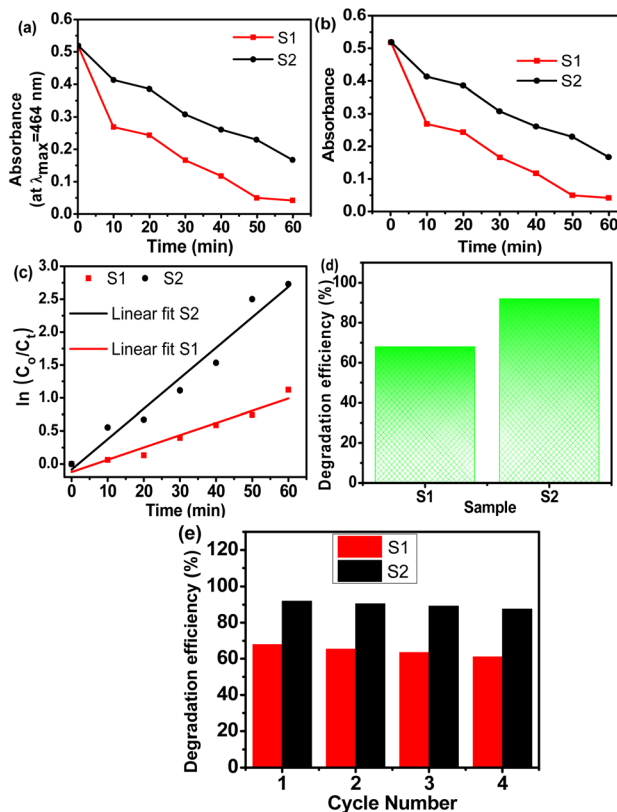 (a)
S1
S2
Absorbance
(at λmax=464 nm)
0.6
0.5
0.4
0.3
0.2
0.1
0.0
0 10 20 30 40 50 60
Time (min)
(b)
S1
S2
Absorbance
0.6
0.5
0.4
0.3
0.2
0.1
0.0
0 10 20 30 40 50 60
Time (min)
(c)
S1 S2
Linear fit S2
Linear fit S1
ln (Co/Ct)
3.0
2.5
2.0
1.5
1.0
0.5
0.0
0 10 20 30 40 50 60
Time (min)
(d)
Degradation efficiency (%)
100
80
60
40
20
0
S1 S2
Sample
(e)
S1
S2
Degradation efficiency (%)
120
100
80
60
40
20
0
1 2 3 4
Cycle Number